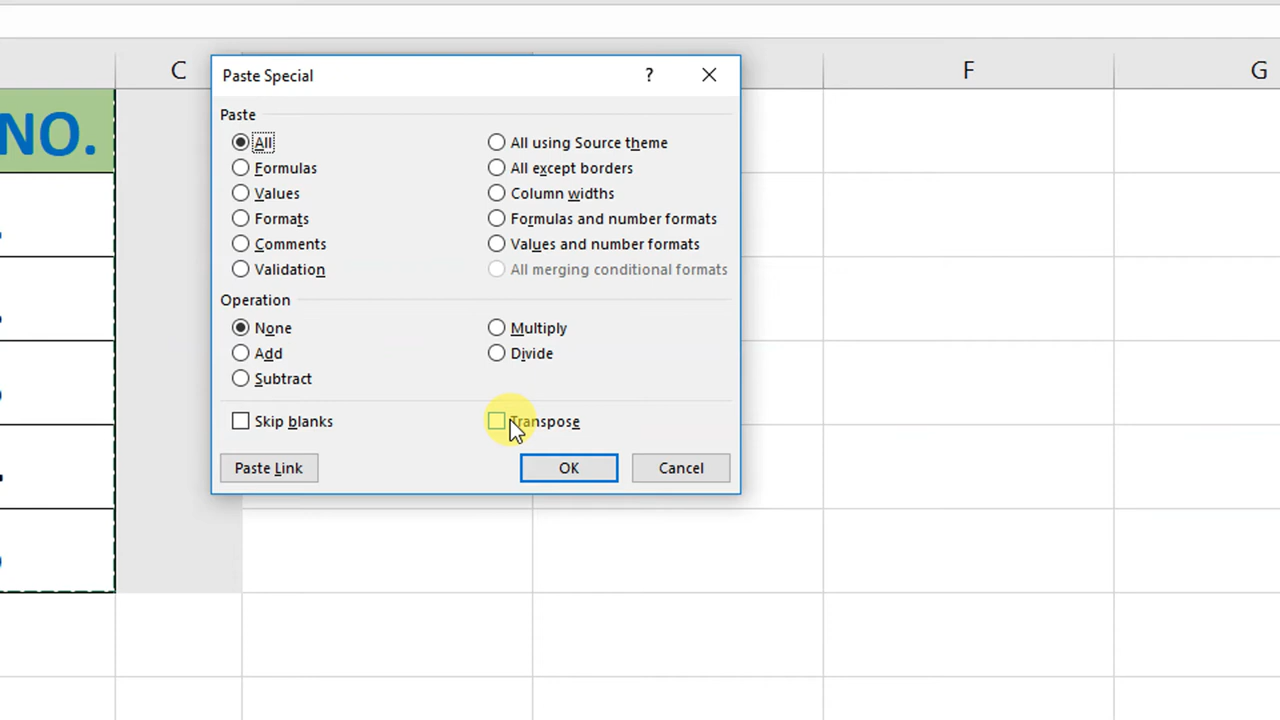 C
F
G
NO.
Paste Special
?
Paste
All
All using Source theme
Formulas
All except borders
Values
Column widths
Formats
Formulas and number formats
Comments
Values and number formats
Validation
All merging conditional formats
Operation
None
Multiply
Add
Divide
Subtract
Skip blanks
Transpose
Paste Link
OK
Cancel